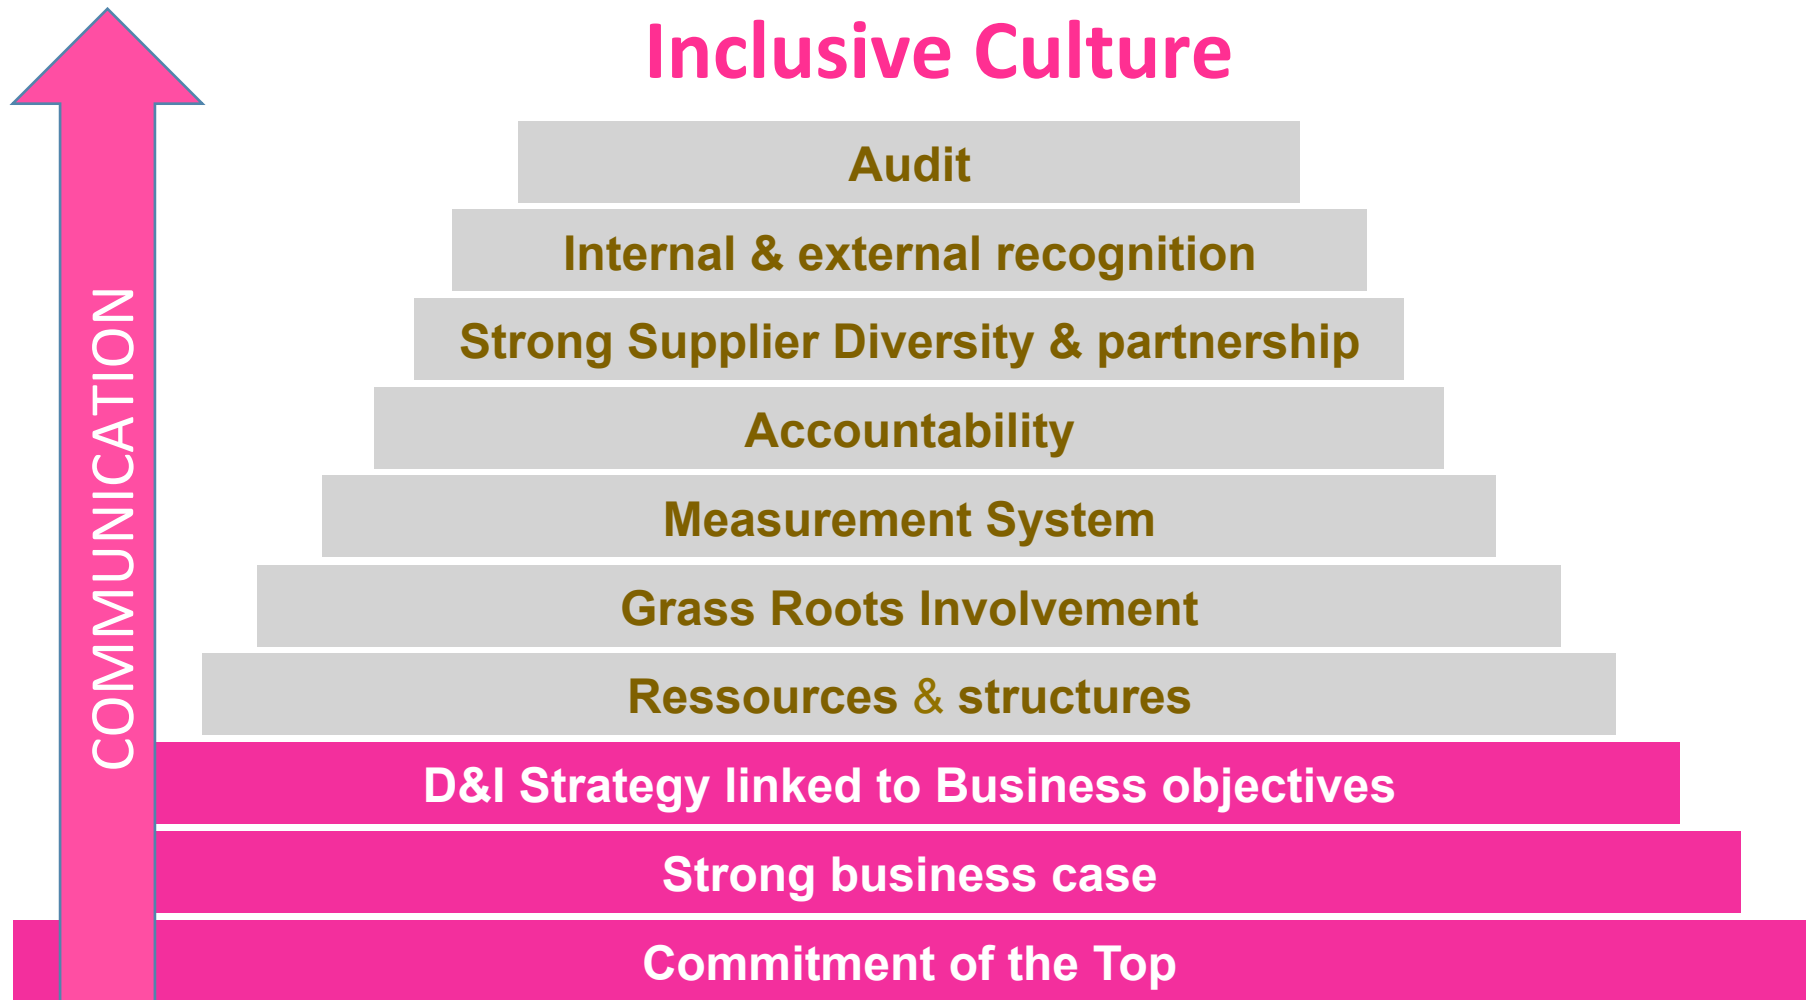 Inclusive Culture
Audit
Internal & external recognition
Strong Supplier Diversity & partnership
Accountability
Measurement System
Grass Roots Involvement
Ressources & structures
D&I Strategy linked to Business objectives
Strong business case
Commitment of the Top
COMMUNICATION